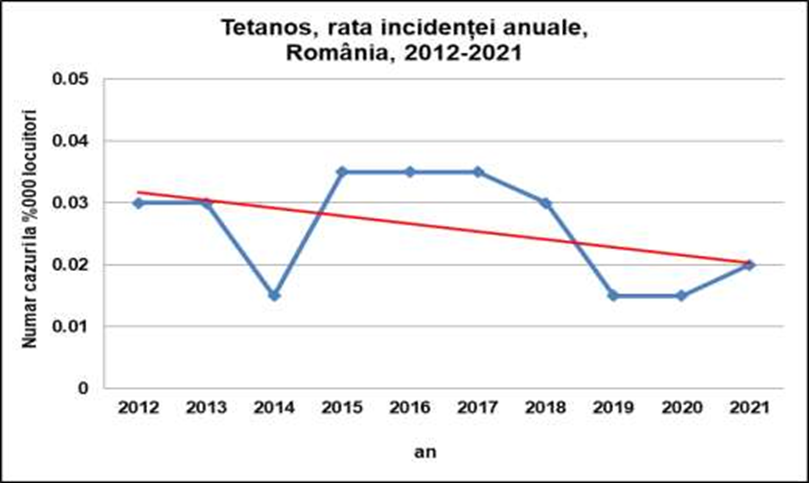 Tetanos, rata incidenței anuale,
România, 2012-2021
Numar cazuri la %000 locuitori
0.05
0.04
0.03
0.02
0.01
0
2012 2013 2014 2015 2016 2017 2018 2019 2020 2021
an